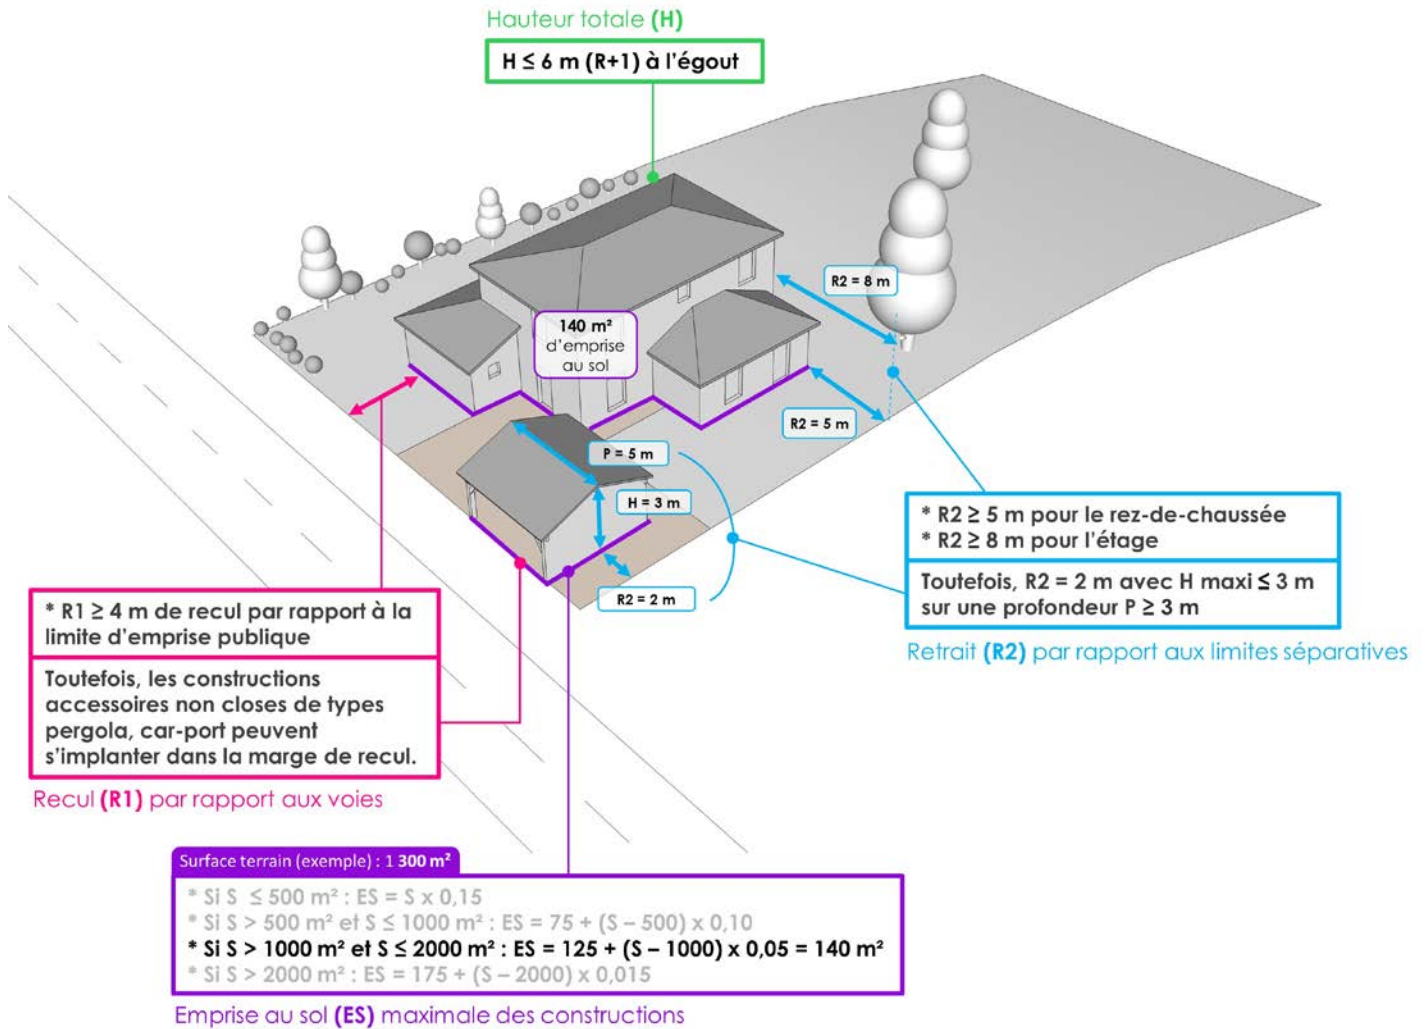 Hauteur totale (H)
H ≤ 6 m (R+1) à l'égout
R2 = 8 m
140 m²
d'emprise
au sol
R2 = 5 m
P = 5 m
H = 3 m
R2 = 2 m
* R2 ≥ 5 m pour le rez-de-chaussée
* R2 ≥ 8 m pour l'étage
Toutefois, R2 = 2 m avec H maxi ≤ 3 m
sur une profondeur P ≥ 3 m
Retrait (R2) par rapport aux limites séparatives
* R1 ≥ 4 m de recul par rapport à la
limite d'emprise publique
Toutefois, les constructions
accessoires non closes de types
pergola, car-port peuvent
s'implanter dans la marge de recul.
Recul (R1) par rapport aux voies
Surface terrain (exemple) : 1 300 m²
* Si S ≤ 500 m² : ES = S x 0,15
* Si S > 500 m² et S ≤ 1000 m² : ES = 75 + (S – 500) x 0,10
* Si S > 1000 m² et S ≤ 2000 m² : ES = 125 + (S – 1000) x 0,05 = 140 m²
* Si S > 2000 m² : ES = 175 + (S – 2000) x 0,015
Emprise au sol (ES) maximale des constructions